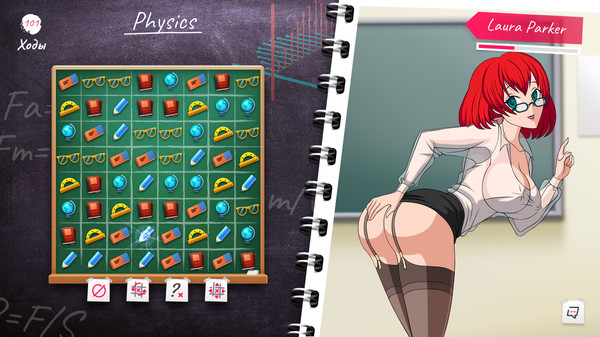 101
Ходы
Physics
Laura Parker
Fa=
Fm=
m/
=F/S
?x